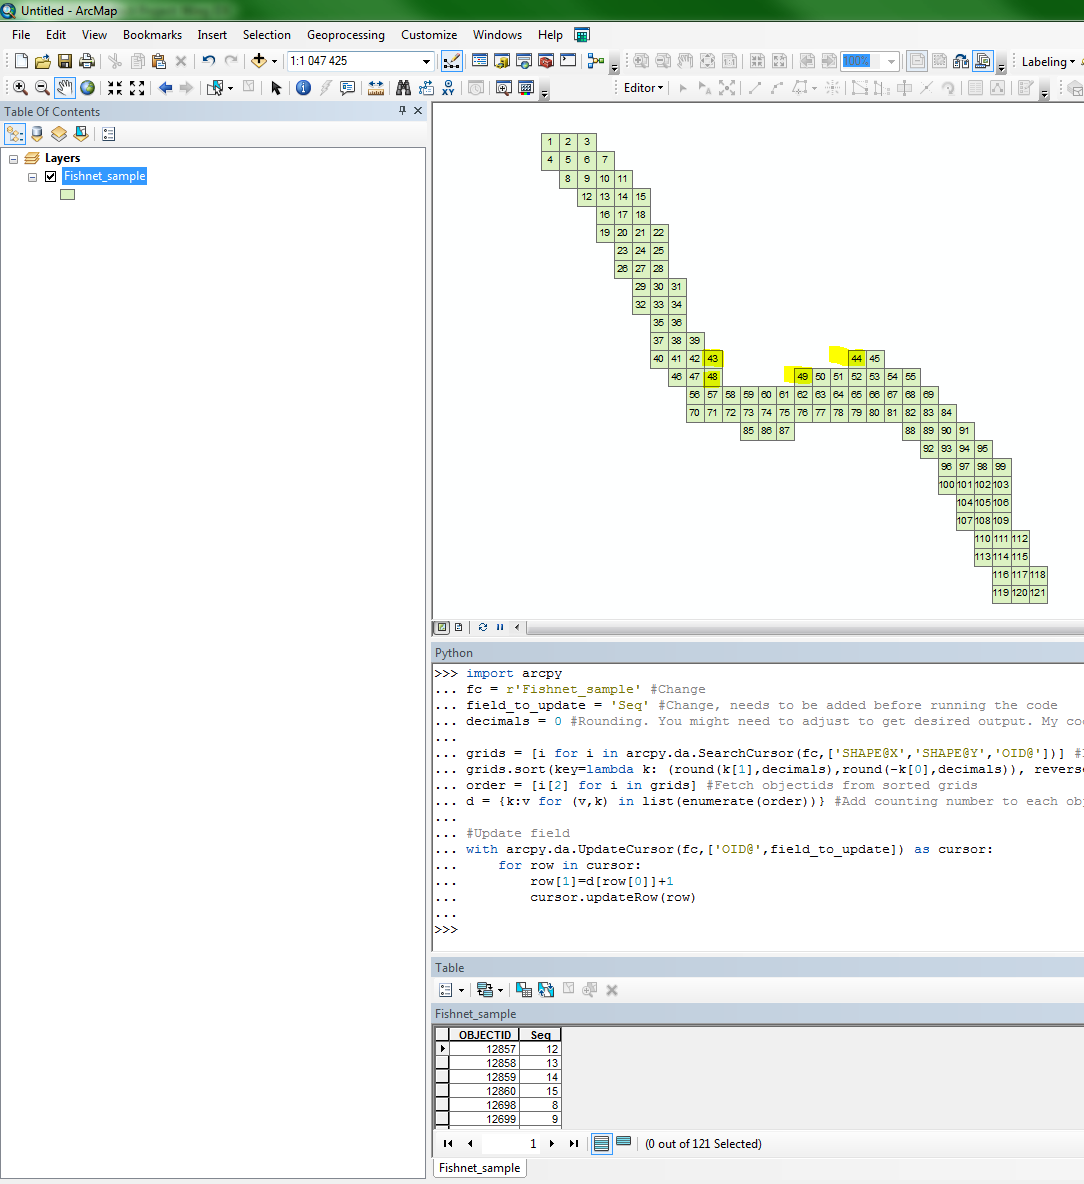 Untitled - ArcMap
File Edit View Bookmarks Insert Selection Geoprocessing Customize Windows Help
1:1 047 425 100% Labeling
Editor
Table Of Contents
Layers
Fishnet_sample
1 2 3
4 5 6 7
8 9 10 11
12 13 14 15
16 17 18
19 20 21 22
23 24 25
26 27 28
29 30 31
32 33 34
35 36
37 38 39
40 41 42 43 44 45
46 47 48 49 50 51 52 53 54 55
56 57 58 59 60 61 62 63 64 65 66 67 68 69
70 71 72 73 74 75 76 77 78 79 80 81 82 83 84
85 86 87 88 89 90 91
92 93 94 95
96 97 98 99
100 101 102 103
104 105 106
107 108 109
110 111 112
113 114 115
116 117 118
119 120 121
Python
>>> import arcpy
... fc = r'Fishnet_sample' #Change
... field_to_update = 'Seq' #Change, needs to be added before running the code
... decimals = 0 #Rounding. You might need to adjust to get desired output. My co
...
... grids = [i for i in arcpy.da.SearchCursor(fc,['SHAPE@X','SHAPE@Y','OID@'])] #
... grids.sort(key=lambda k: (round(k[1],decimals),round(-k[0],decimals)), revers
... order = [i[2] for i in grids] #Fetch objectids from sorted grids
... d = {k:v for (v,k) in list(enumerate(order))} #Add counting number to each ob
...
... #Update field
... with arcpy.da.UpdateCursor(fc,['OID@',field_to_update]) as cursor:
...     for row in cursor:
...         row[1]=d[row[0]]+1
...         cursor.updateRow(row)
...
>>>
Table
Fishnet_sample
OBJECTID Seq
12857 12
12858 13
12859 14
12860 15
12698 8
12699 9
1 (0 out of 121 Selected)
Fishnet_sample